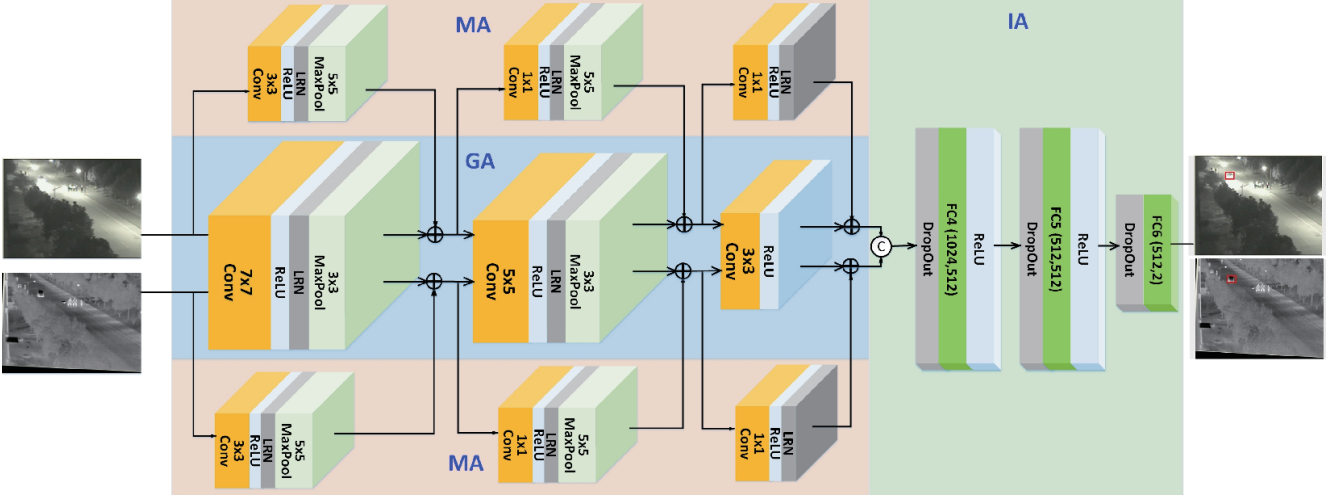 MA
IA
3x3
Conv
ReLU
LRN
5x5
MaxPool
1x1
Conv
ReLU
LRN
5x5
MaxPool
1x1
Conv
ReLU
LRN
GA
7x7
Conv
ReLU
LRN
3x3
MaxPool
5x5
Conv
ReLU
LRN
3x3
MaxPool
3x3
Conv
ReLU
C
DropOut
FC4 (1024,512)
ReLU
DropOut
FC5 (512,512)
ReLU
DropOut
FC6 (512,2)
3x3
Conv
ReLU
LRN
5x5
MaxPool
MA
1x1
Conv
ReLU
LRN
5x5
MaxPool
1x1
Conv
ReLU
LRN